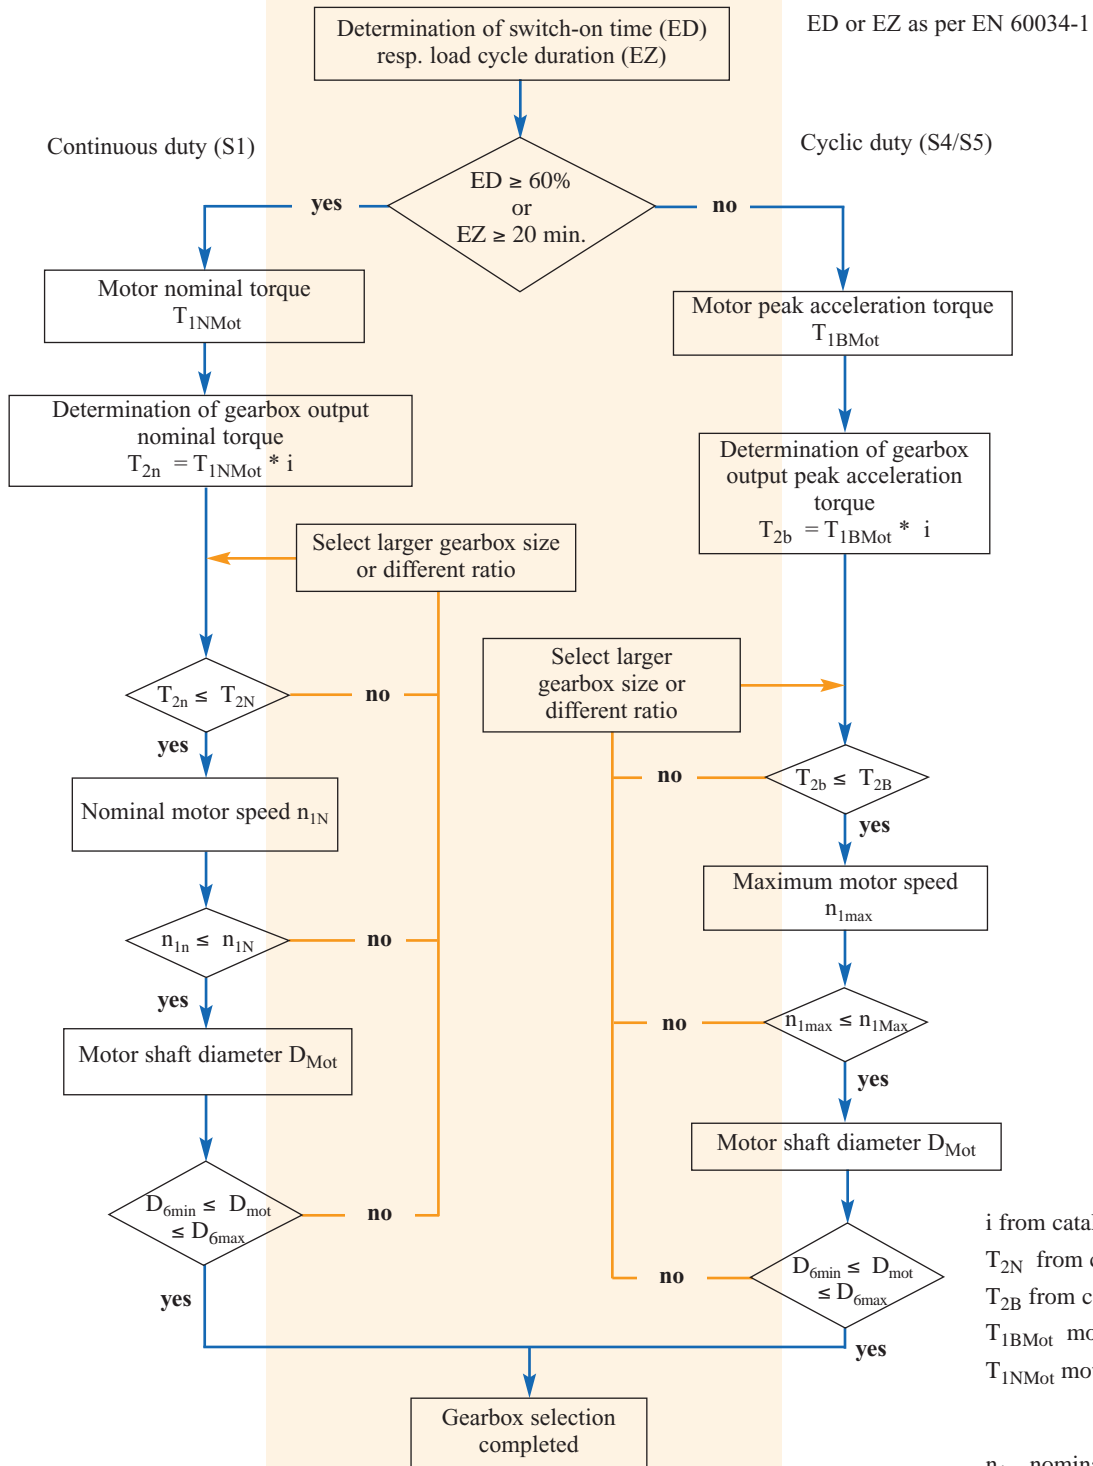 Determination of switch-on time (ED)
resp. load cycle duration (EZ)
ED or EZ as per EN 60034-1
Continuous duty (S1)
Cyclic duty (S4/S5)
ED ≥ 60%
or
EZ ≥ 20 min.
yes
no
Motor nominal torque
T1NMot
Motor peak acceleration torque
T1BMot
Determination of gearbox output
nominal torque
T2n = T1NMot * i
Determination of gearbox
output peak acceleration
torque
T2b = T1BMot * i
Select larger gearbox size
or different ratio
Select larger
gearbox size or
different ratio
T2n ≤ T2N
no
yes
T2b ≤ T2B
no
yes
Nominal motor speed n1N
Maximum motor speed
n1max
n1n ≤ n1N
no
yes
n1max ≤ n1Max
no
yes
Motor shaft diameter DMot
Motor shaft diameter DMot
D6min ≤ Dmot
≤ D6max
no
yes
D6min ≤ Dmot
≤ D6max
no
yes
Gearbox selection
completed
i from
T2N from
T2B from
T1BMot
T1NMot